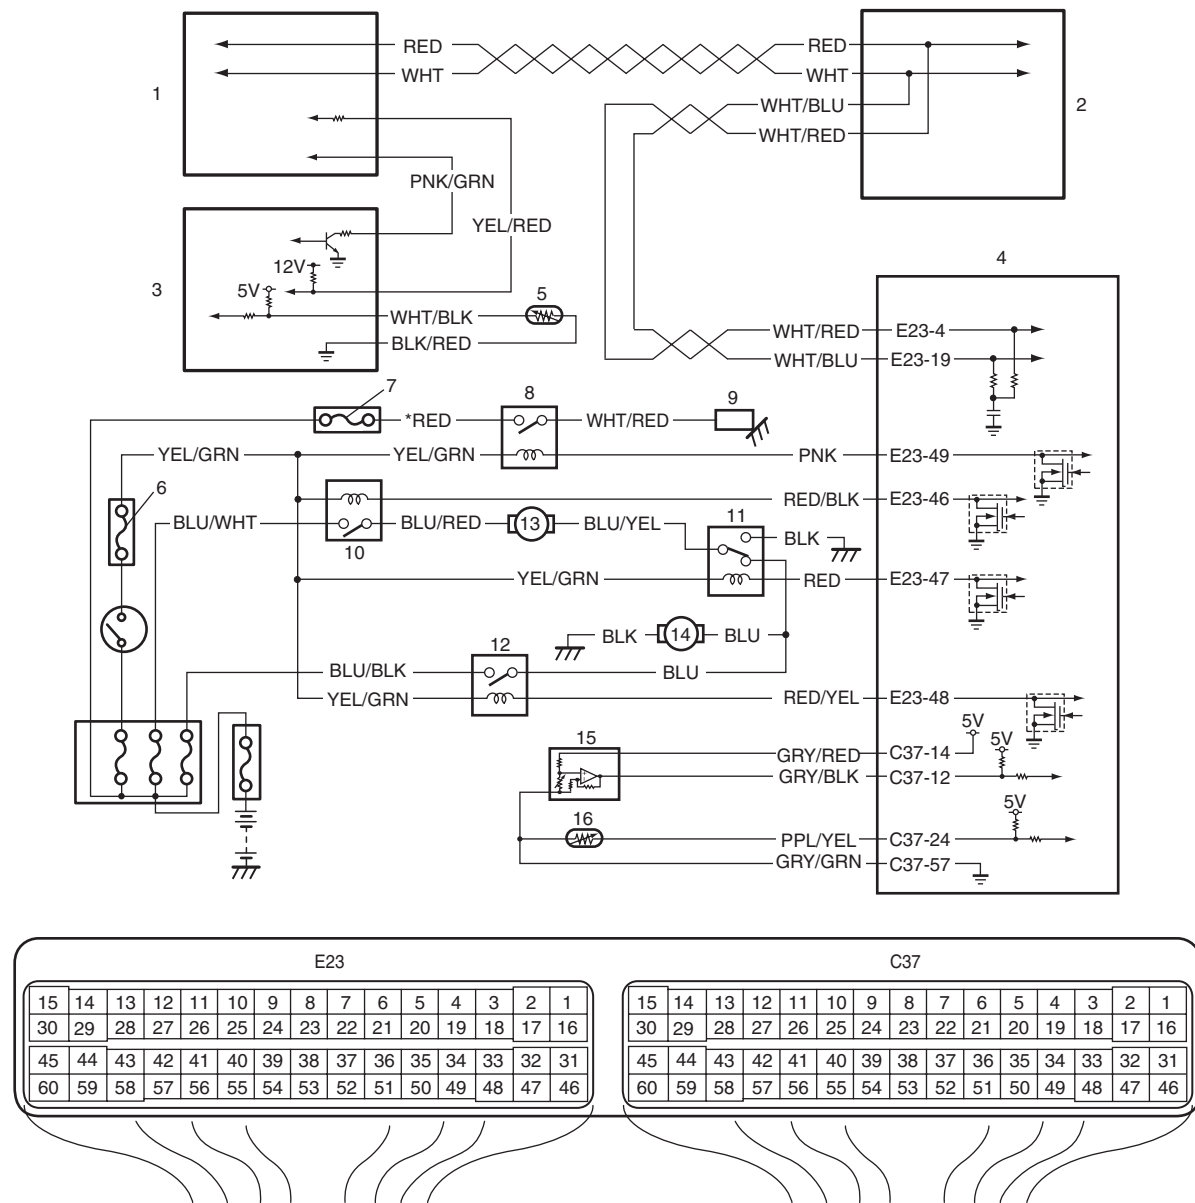 RED RED
WHT WHT
1 WHT/BLU 2
WHT/RED
PNK/GRN
YEL/RED
12V
3 5V 5 4
WHT/BLK WHT/RED E23-4
BLK/RED WHT/BLU E23-19
7 8 9
*RED WHT/RED
YEL/GRN YEL/GRN PNK E23-49
6 RED/BLK E23-46
BLU/WHT BLU/RED 13 BLU/YEL 11 BLK
10
YEL/GRN RED E23-47
BLK 14 BLU
12
BLU/BLK BLU
YEL/GRN RED/YEL E23-48
5V
15 5V
GRY/RED C37-14
GRY/BLK C37-12
5V
16
PPL/YEL C37-24
GRY/GRN C37-57
E23 C37
15 14 13 12 11 10 9 8 7 6 5 4 3 2 1 15 14 13 12 11 10 9 8 7 6 5 4 3 2 1
30 29 28 27 26 25 24 23 22 21 20 19 18 17 16 30 29 28 27 26 25 24 23 22 21 20 19 18 17 16
45 44 43 42 41 40 39 38 37 36 35 34 33 32 31 45 44 43 42 41 40 39 38 37 36 35 34 33 32 31
60 59 58 57 56 55 54 53 52 51 50 49 48 47 46 60 59 58 57 56 55 54 53 52 51 50 49 48 47 46